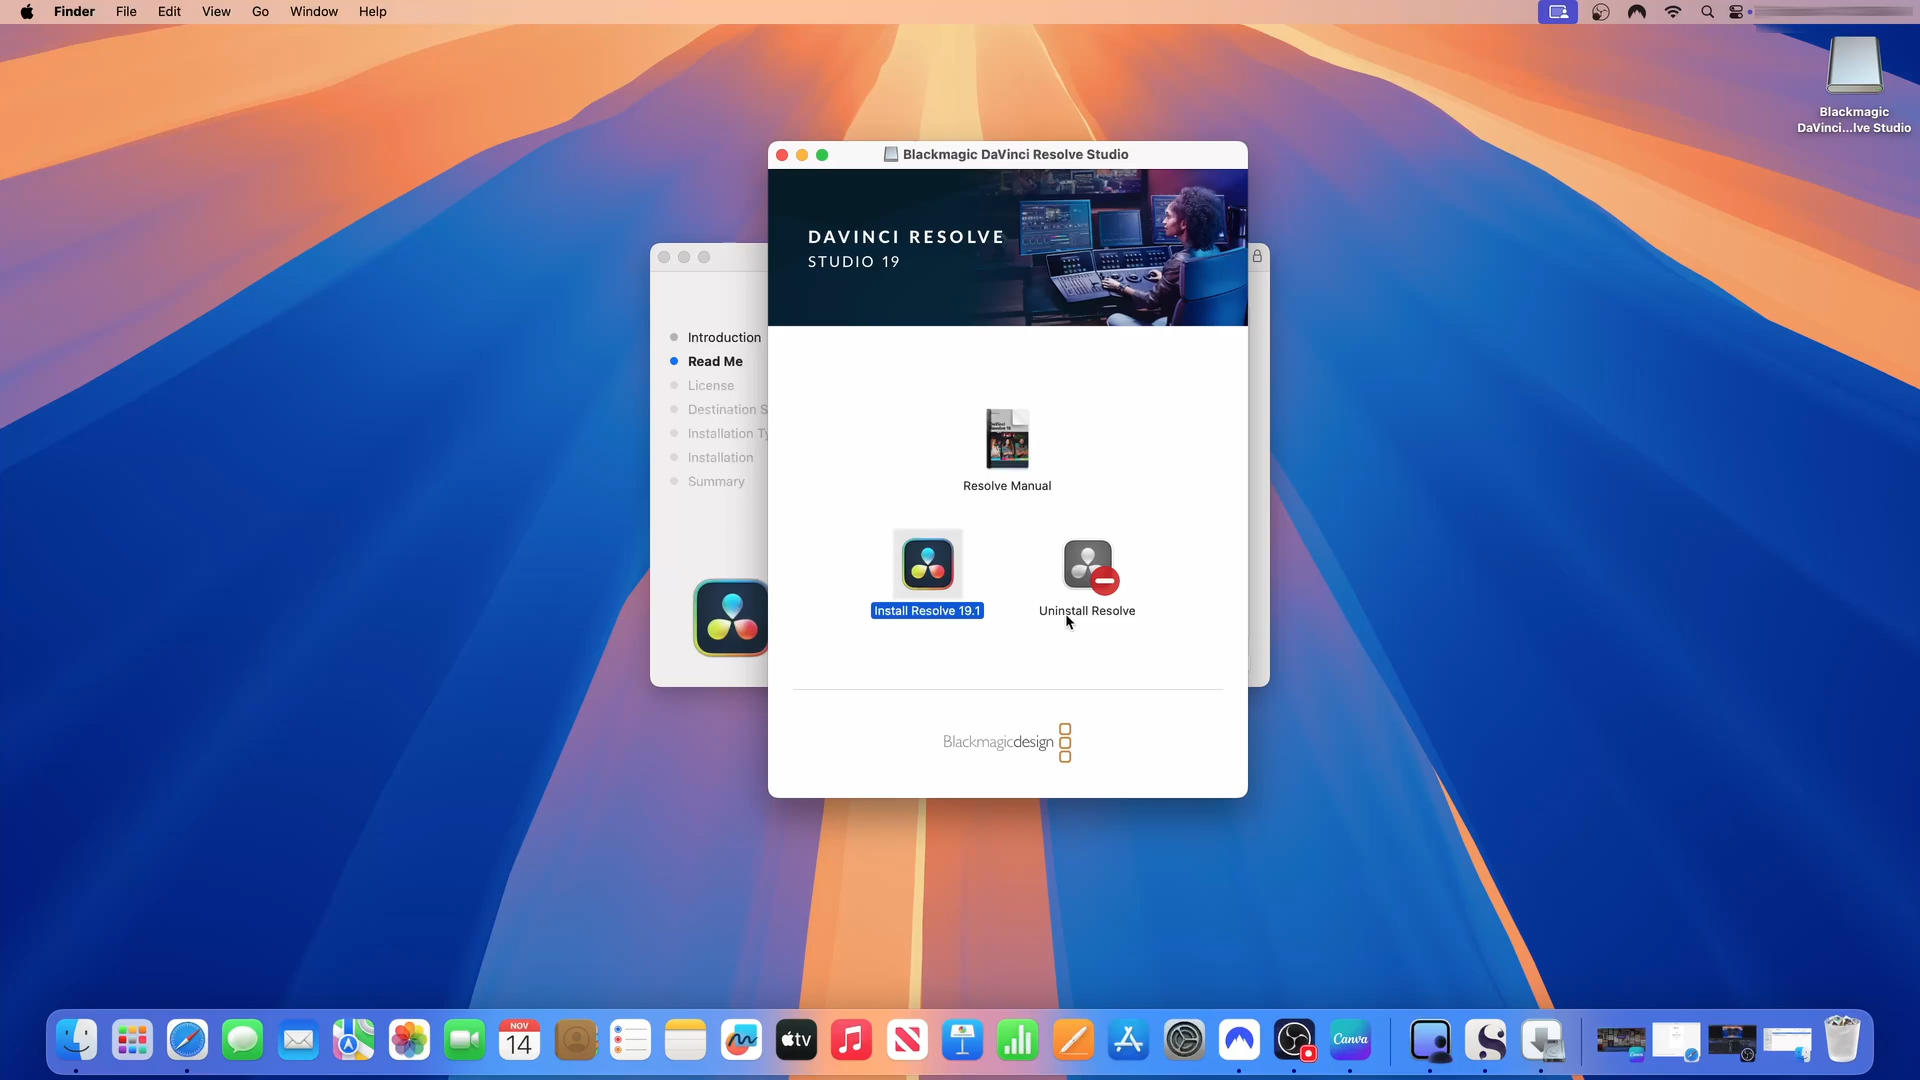 Finder File Edit View Go Window Help
Blackmagic
DaVinci...lve Studio
Blackmagic DaVinci Resolve Studio
DAVINCI RESOLVE
STUDIO 19
Introduction
Read Me
License
Destination S
Installation Ty
Installation
Summary
Resolve Manual
Install Resolve 19.1
Uninstall Resolve
Blackmagicdesign
NOV
14
tv
Canva